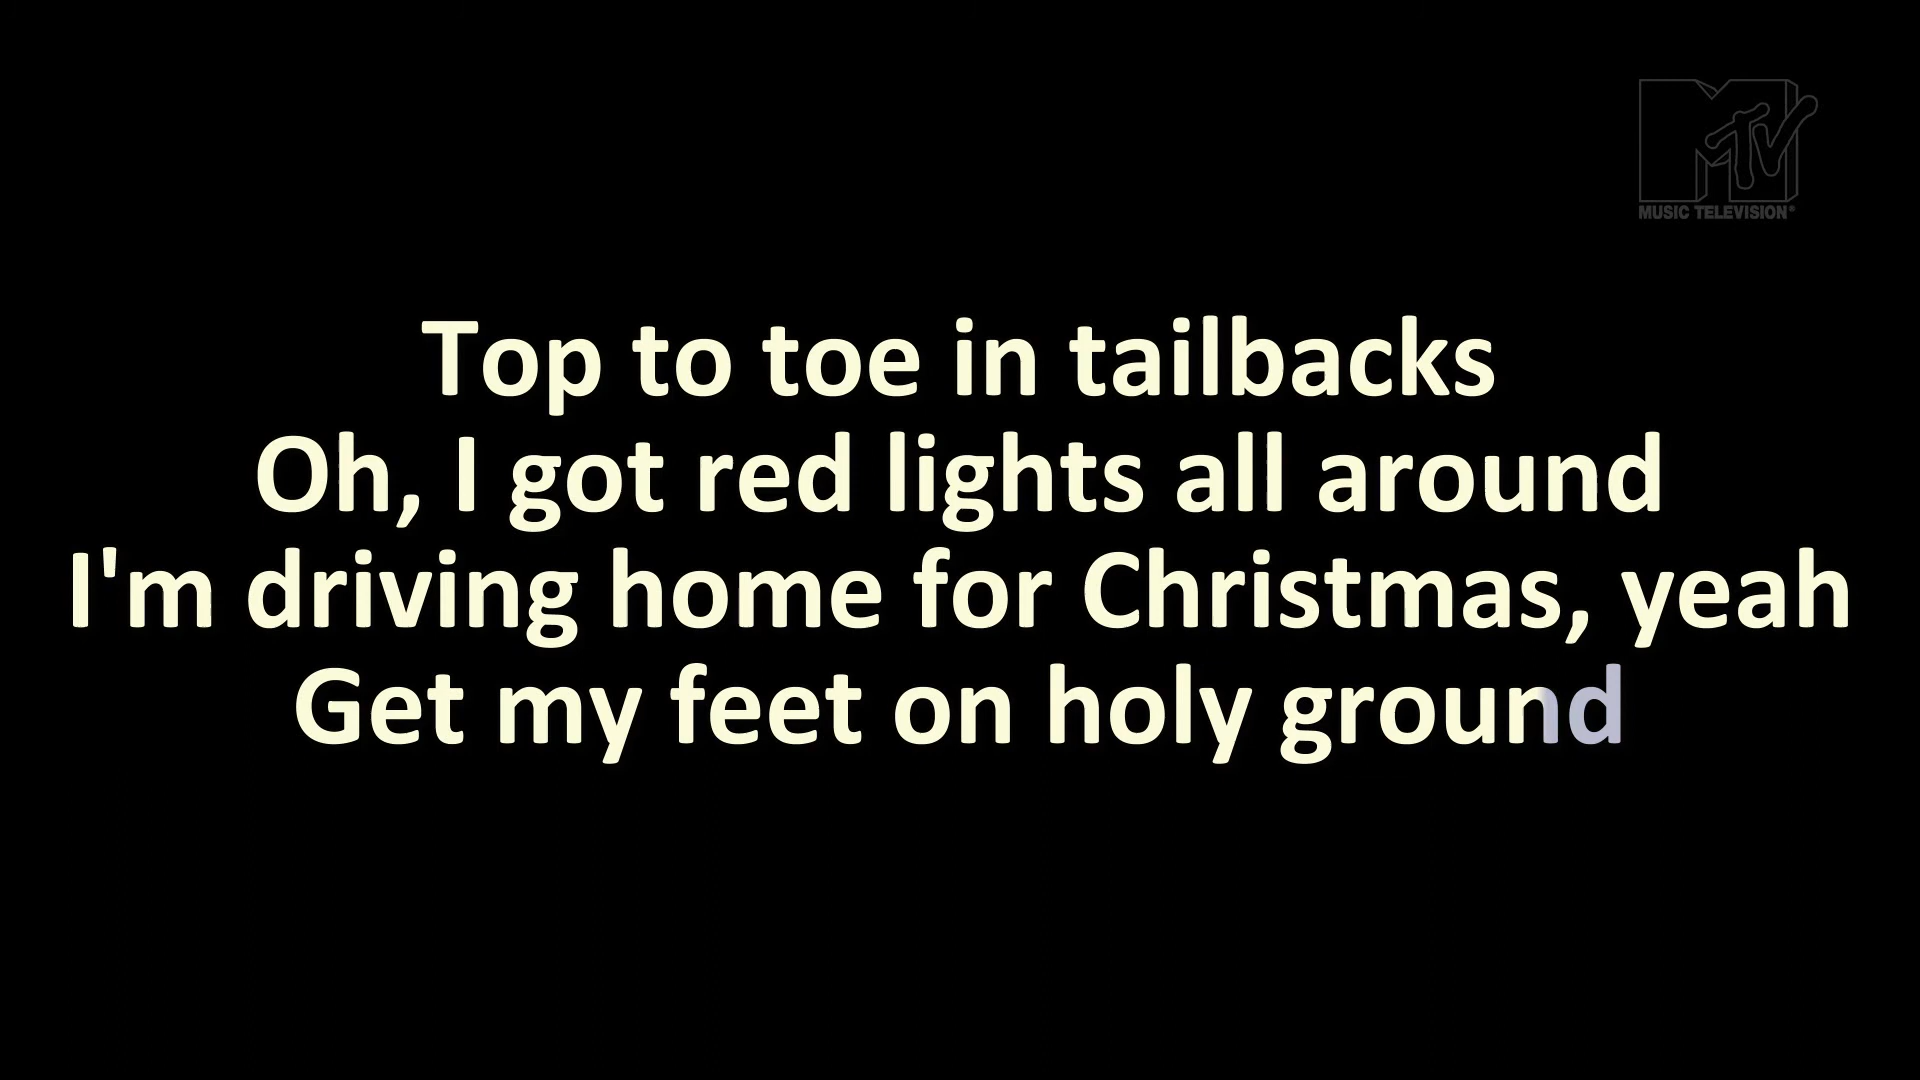 MTV
MUSIC TELEVISION®
Top to toe in tailbacks
Oh, I got red lights all around
I'm driving home for Christmas, yeah
Get my feet on holy ground